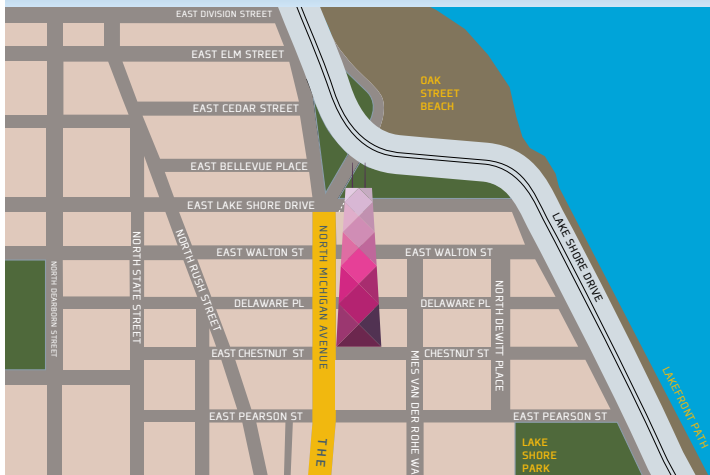 EAST DIVISION STREET
EAST ELM STREET
OAK
STREET
BEACH
EAST CEDAR STREET
EAST BELLEVUE PLACE
EAST LAKE SHORE DRIVE
LAKE SHORE DRIVE
NORTH STATE STREET
NORTH RUSH STREET
NORTH MICHIGAN AVENUE
EAST WALTON ST
EAST WALTON ST
NORTH DEARBORN STREET
DELAWARE PL
DELAWARE PL
NORTH DEWITT PLACE
EAST CHESTNUT ST
CHESTNUT ST
MIES VAN DER ROHE WA
LAKEFRONT PATH
EAST PEARSON ST
EAST PEARSON ST
THE
LAKE
SHORE
PARK